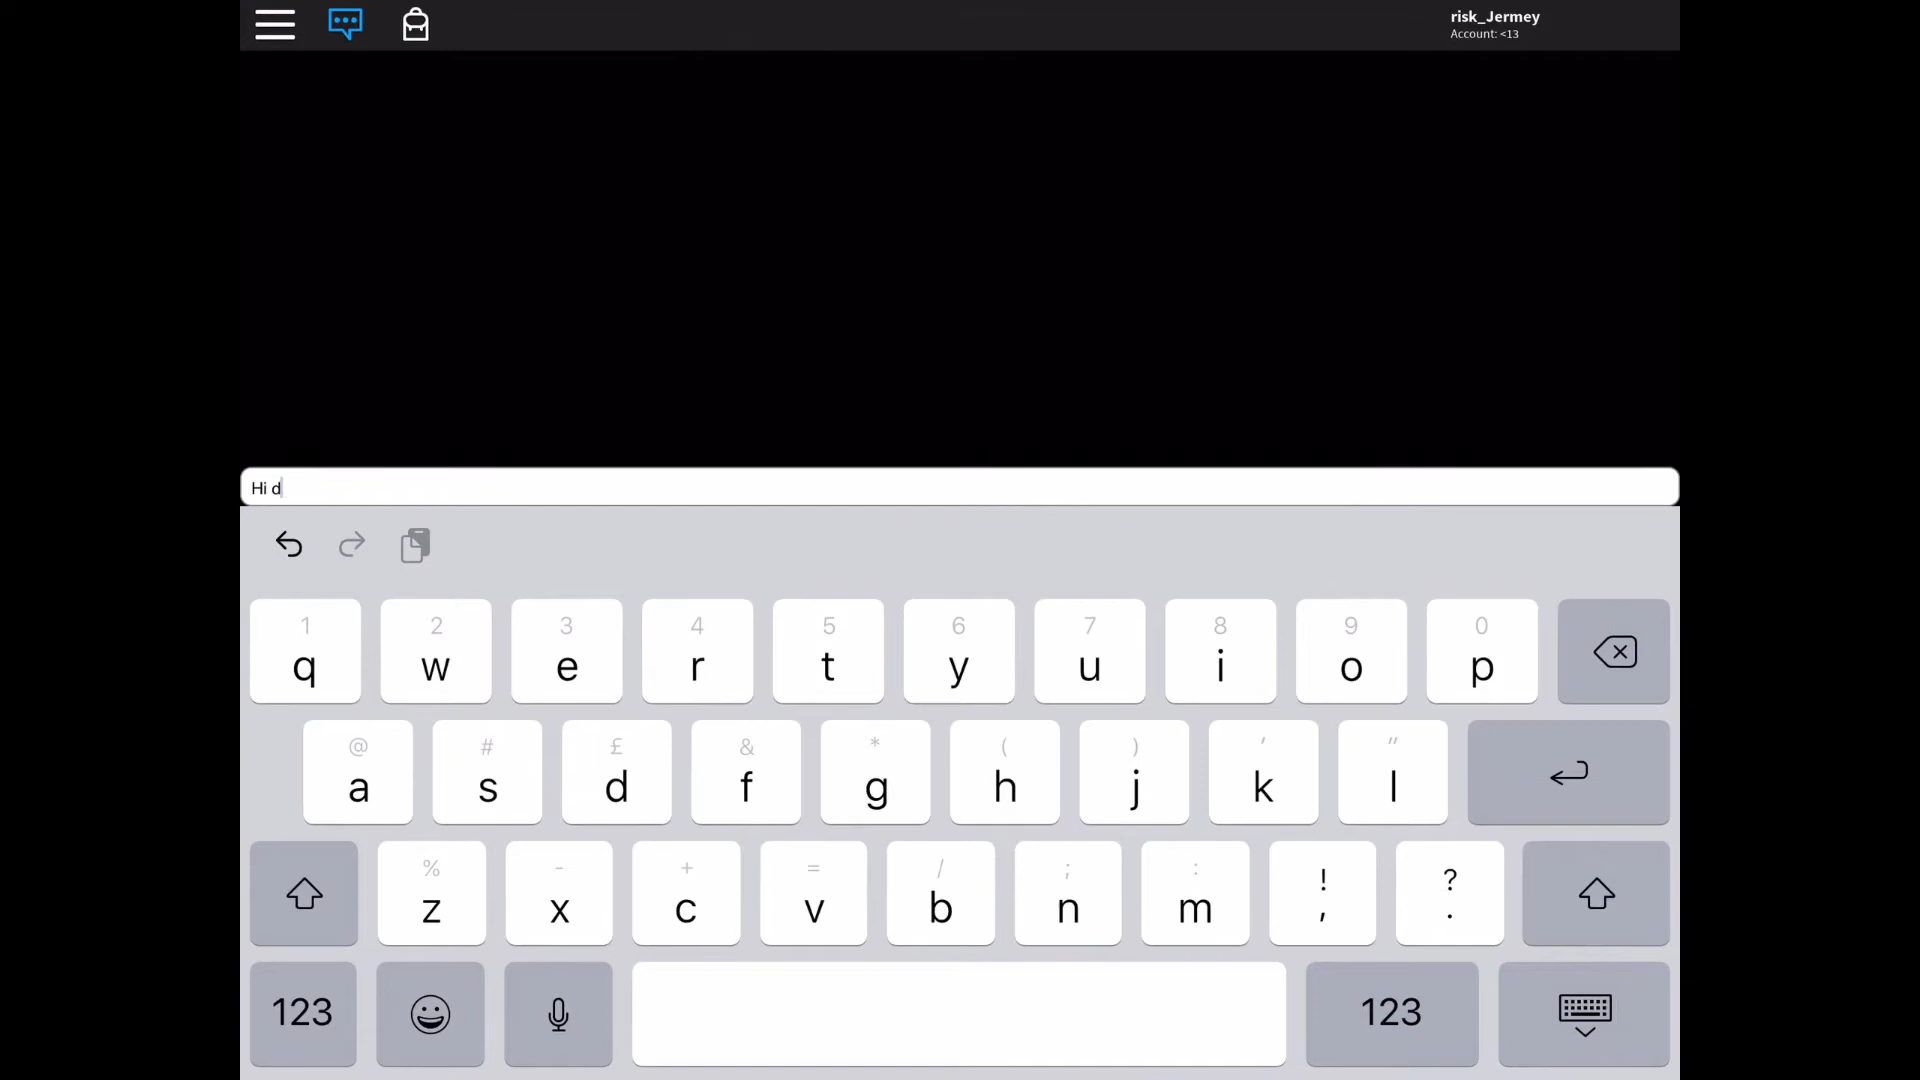 risk_Jermey
Account: <13
Hi d
1 2 3 4 5 6 7 8 9 0
q w e r t y u i o p
@ # £ & * ( ) ' "
a s d f g h j k l
% - + = / ; : ! ?
z x c v b n m , .
123 123